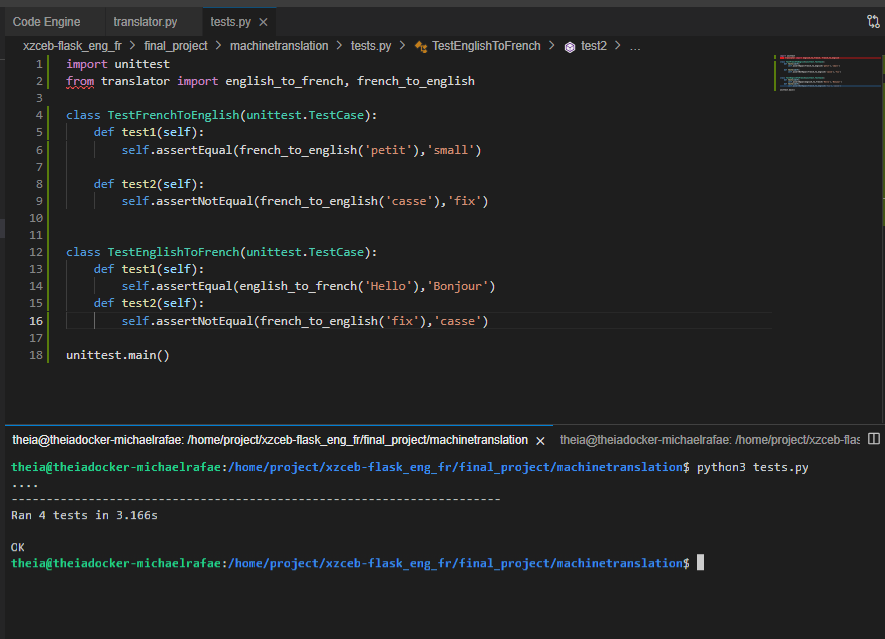 Code Engine translator.py tests.py ×
xzceb-flask_eng_fr > final_project > machinetranslation > tests.py > TestEnglishToFrench > test2 > ...
1 import unittest
2 from translator import english_to_french, french_to_english
3
4 class TestFrenchToEnglish(unittest.TestCase):
5 def test1(self):
6 self.assertEqual(french_to_english('petit'),'small')
7
8 def test2(self):
9 self.assertNotEqual(french_to_english('casse'),'fix')
10
11
12 class TestEnglishToFrench(unittest.TestCase):
13 def test1(self):
14 self.assertEqual(english_to_french('Hello'),'Bonjour')
15 def test2(self):
16 self.assertNotEqual(french_to_english('fix'),'casse')
17
18 unittest.main()
theia@theiadocker-michaelrafae: /home/project/xzceb-flask_eng_fr/final_project/machinetranslation × theia@theiadocker-michaelrafae: /home/project/xzceb-flas
theia@theiadocker-michaelrafae:/home/project/xzceb-flask_eng_fr/final_project/machinetranslation$ python3 tests.py
....
----------------------------------------------------------------------
Ran 4 tests in 3.166s
OK
theia@theiadocker-michaelrafae:/home/project/xzceb-flask_eng_fr/final_project/machinetranslation$